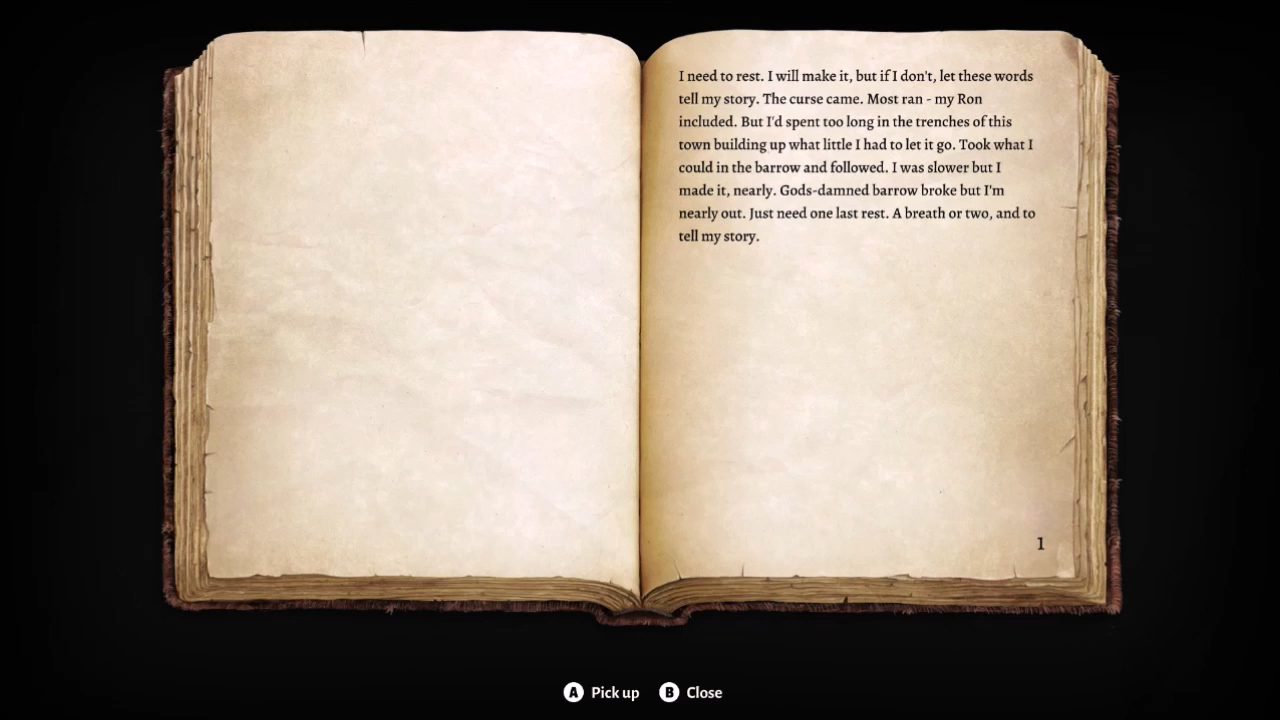 I need to rest. I will make it, but if I don't, let these words
tell my story. The curse came. Most ran - my Ron
included. But I'd spent too long in the trenches of this
town building up what little I had to let it go. Took what I
could in the barrow and followed. I was slower but I
made it, nearly. Gods-damned barrow broke but I'm
nearly out. Just need one last rest. A breath or two, and to
tell my story.
1
A Pick up B Close